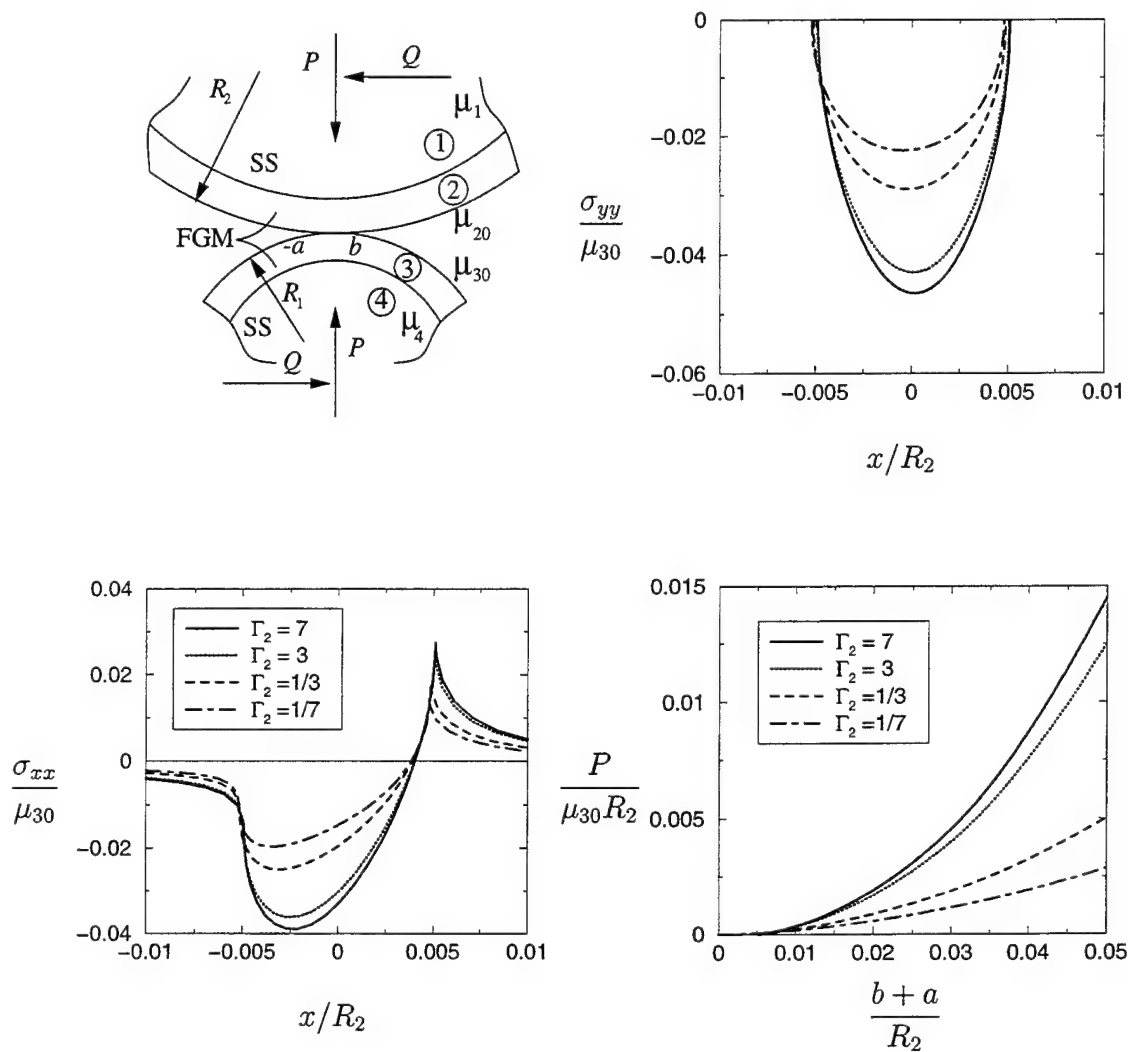 P
Q
R₂
μ₁
①
SS
②
μ₂₀
FGM
-a
b
③
μ₃₀
R₁
④
SS
μ₄
Q
P
0
−0.02
−0.04
−0.06
σyy
μ₃₀
−0.01
−0.005
0
0.005
0.01
x/R₂
0.04
0.02
0
−0.02
−0.04
σxx
μ₃₀
Γ₂ = 7
Γ₂ = 3
Γ₂ =1/3
Γ₂ =1/7
−0.01
−0.005
0
0.005
0.01
x/R₂
0.015
0.01
0.005
0
P
μ₃₀R₂
Γ₂ = 7
Γ₂ = 3
Γ₂ =1/3
Γ₂ =1/7
0
0.01
0.02
0.03
0.04
0.05
b + a
R₂